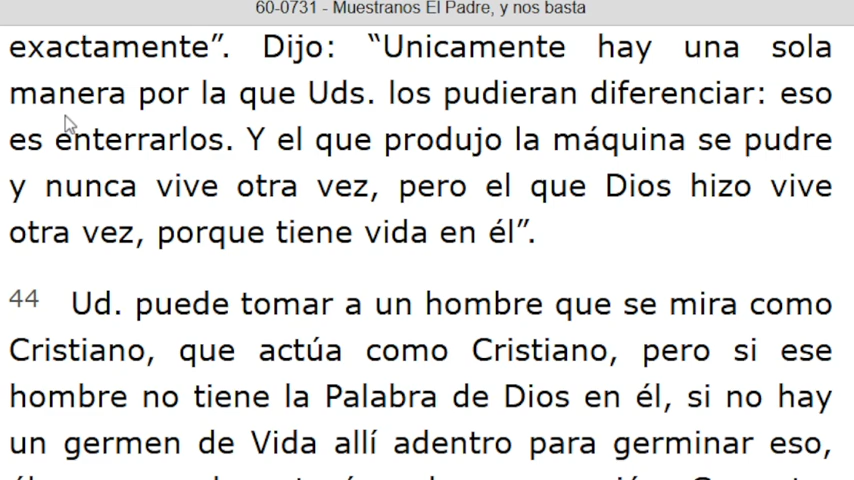 60-0731 - Muestranos El Padre, y nos basta
exactamente”. Dijo: “Unicamente hay una sola
manera por la que Uds. los pudieran diferenciar: eso
es enterrarlos. Y el que produjo la máquina se pudre
y nunca vive otra vez, pero el que Dios hizo vive
otra vez, porque tiene vida en él”.
44 Ud. puede tomar a un hombre que se mira como
Cristiano, que actúa como Cristiano, pero si ese
hombre no tiene la Palabra de Dios en él, si no hay
un germen de Vida allí adentro para germinar eso,